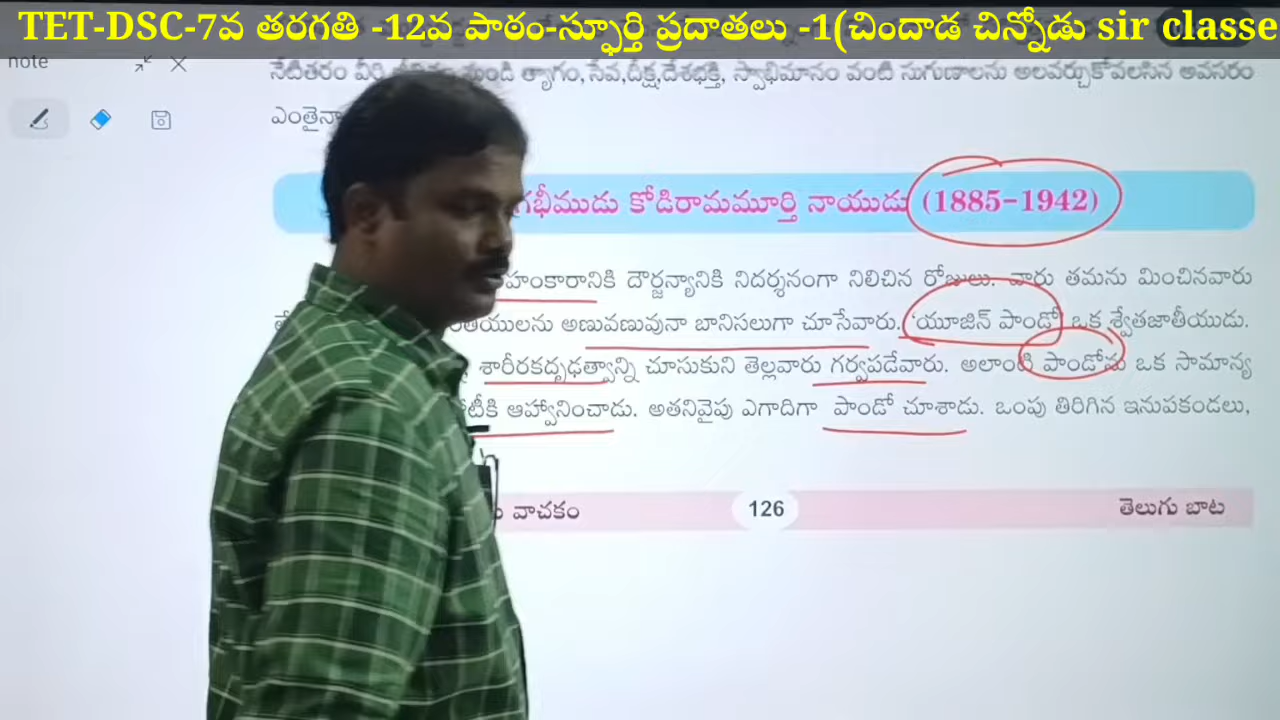 TET-DSC-7వ తరగతి -12వ పాఠం-స్ఫూర్తి ప్రదాతలు -1(చిందాడ చిన్నోడు sir classe
note
నేటితరం వీరి నుండి త్యాగం, సేవ, దీక్ష, దేశభక్తి, స్వాభిమానం వంటి సుగుణాలను అలవర్చుకోవలసిన అవసరం
ఎంతైనా
కోడిరామమూర్తి నాయుడు (1885-1942)
దౌర్జన్యానికి నిదర్శనంగా నిలిచిన రోజులు. వారు తమను మించినవారు
అణువణువునా బానిసలుగా చూసేవారు. 'యూజిన్ పాండో' ఒక శ్వేతజాతీయుడు.
శారీరకదృఢత్వాన్ని చూసుకుని తెల్లవారు గర్వపడేవారు. అలాంటి పాండోను ఒక సామాన్య
ఆహ్వానించాడు. అతనివైపు ఎగాదిగా పాండో చూశాడు. ఒంపు తిరిగిన ఇనుపకండలు,
వాచకం 126 తెలుగు బాట